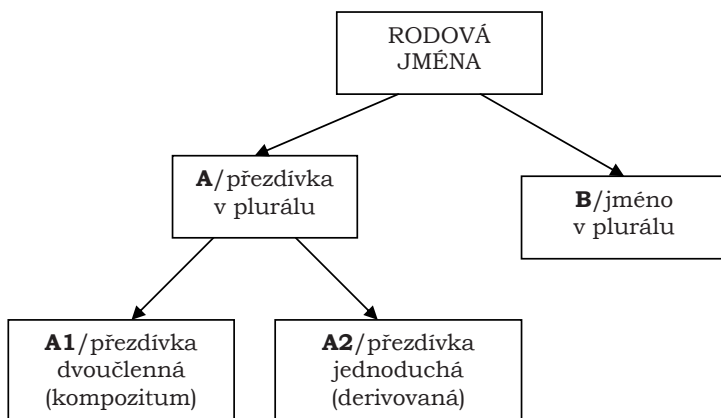 RODOVÁ
JMÉNA
A/přezdívka
v plurálu
B/jméno
v plurálu
A1/přezdívka
dvoučlenná
(kompozitum)
A2/přezdívka
jednoduchá
(derivovaná)